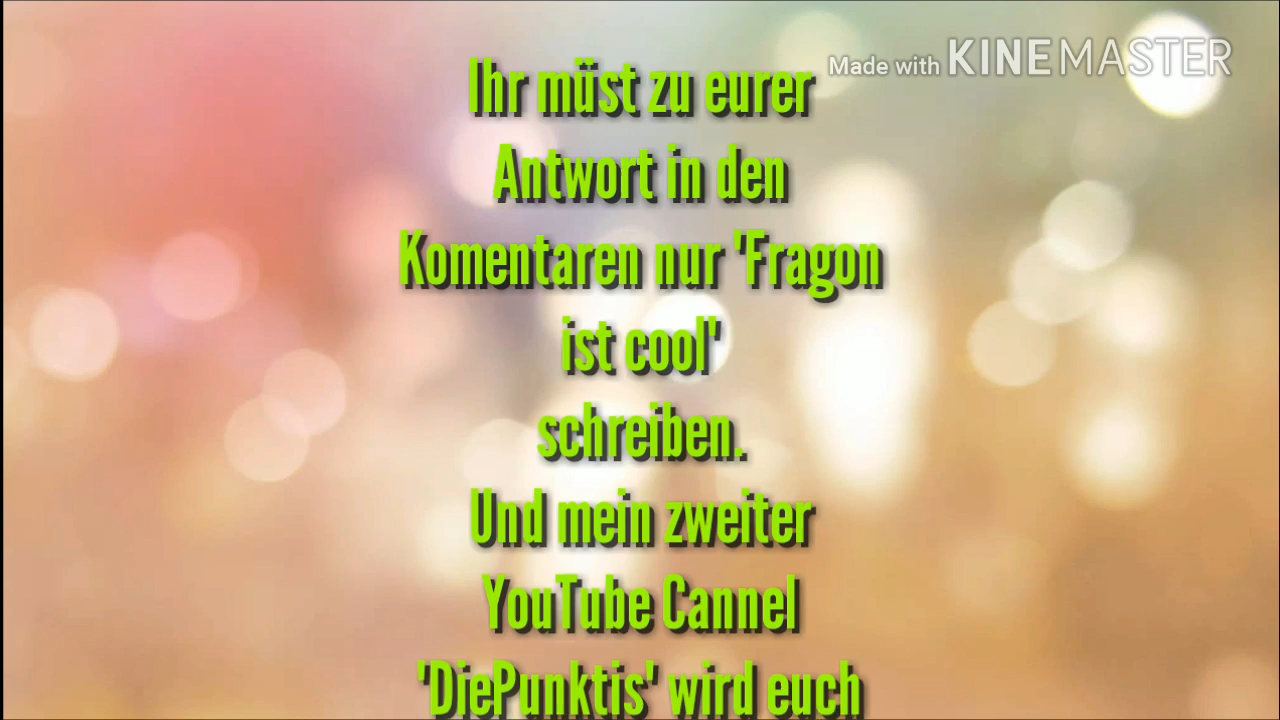 Made with KINEMASTER
Ihr müst zu eurer
Antwort in den
Komentaren nur 'Fragon
ist cool'
schreiben.
Und mein zweiter
YouTube Cannel
'DiePunktis' wird euch